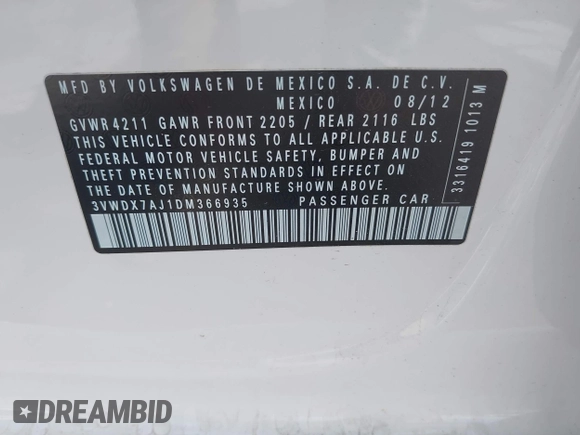 MFD BY VOLKSWAGEN DE MEXICO S.A. DE C.V.
MEXICO 08/12
GVWR 4211 GAWR FRONT 2205 / REAR 2116 LBS
THIS VEHICLE CONFORMS TO ALL APPLICABLE U.S.
FEDERAL MOTOR VEHICLE SAFETY, BUMPER AND
THEFT PREVENTION STANDARDS IN EFFECT ON
THE DATE OF MANUFACTURE SHOWN ABOVE.
3VWDX7AJ1DM366935 PASSENGER CAR
3316419 1013 M
DREAMBID